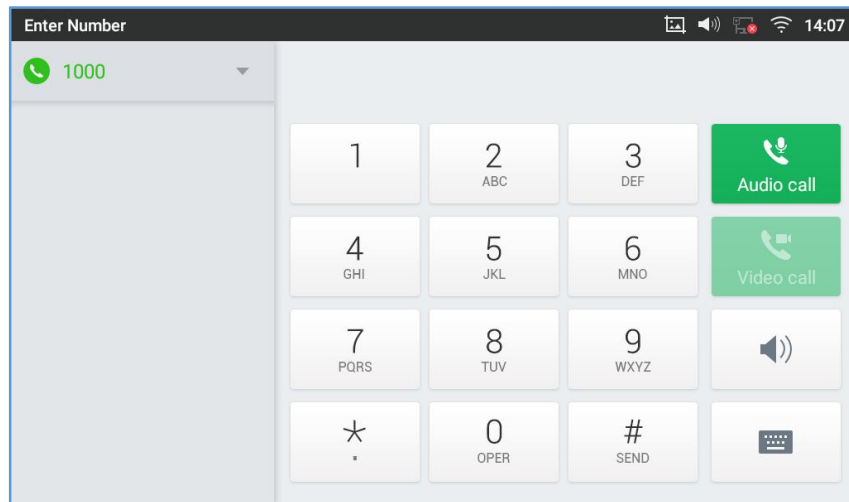 Enter Number
14:07
1000
1
2
ABC
3
DEF
Audio call
4
GHI
5
JKL
6
MNO
Video call
7
PQRS
8
TUV
9
WXYZ
*
.
0
OPER
#
SEND